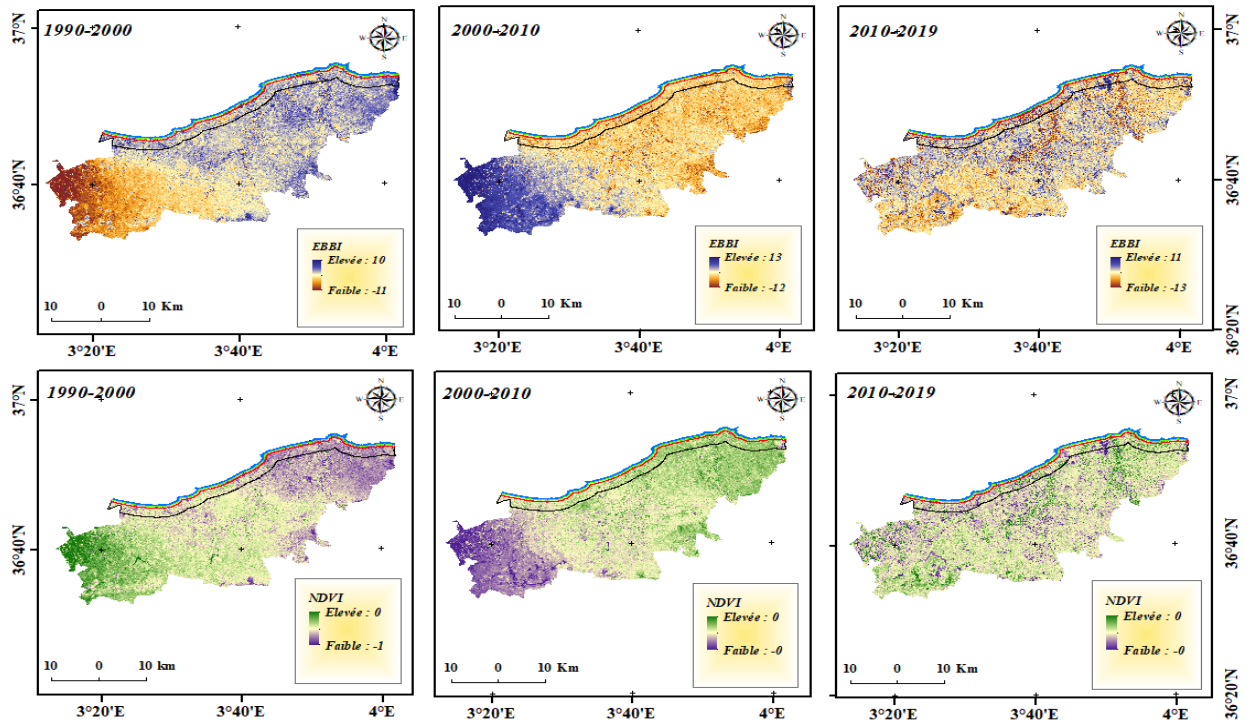 1990-2000
N
W E
S
37°N
36°40'N
EBBI
Elevée : 10
Faible : -11
10 0 10 Km
3°20'E 3°40'E 4°E
2000-2010
N
W E
S
EBBI
Elevée : 13
Faible : -12
10 0 10 Km
3°20'E 3°40'E 4°E
2010-2019
N
W E
S
37°N
36°40'N
36°20'N
EBBI
Elevée : 11
Faible : -13
10 0 10 Km
3°20'E 3°40'E 4°E
1990-2000
N
W E
S
37°N
36°40'N
NDVI
Elevée : 0
Faible : -1
10 0 10 km
3°20'E 3°40'E 4°E
2000-2010
N
W E
S
NDVI
Elevée : 0
Faible : -0
10 0 10 Km
3°20'E 3°40'E 4°E
2010-2019
N
W E
S
37°N
36°40'N
36°20'N
NDVI
Elevée : 0
Faible : -0
10 0 10 Km
3°20'E 3°40'E 4°E